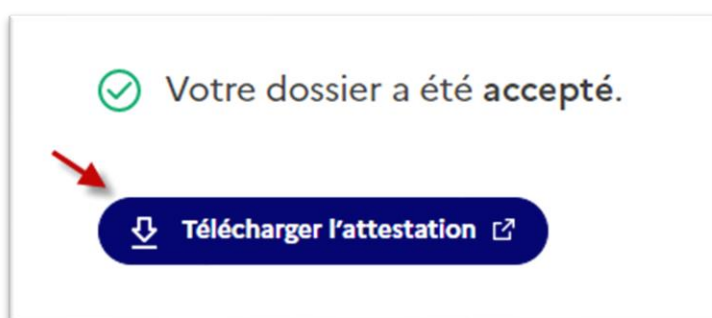 Votre dossier a été accepté.
Télécharger l'attestation